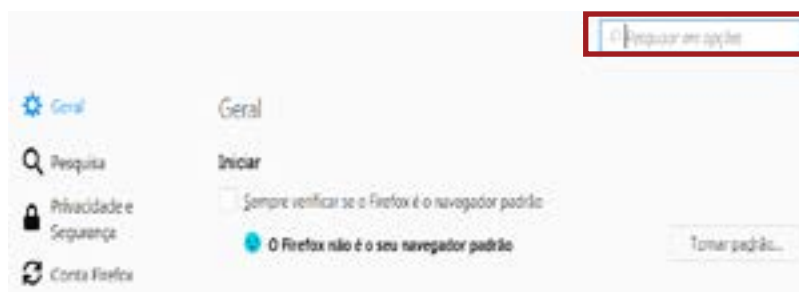 Pesquisar em opções
Geral
Geral
Pesquisa
Iniciar
Privacidade e
Segurança
Sempre verificar se o Firefox é o navegador padrão
O Firefox não é o seu navegador padrão
Tornar padrão...
Conta Firefox